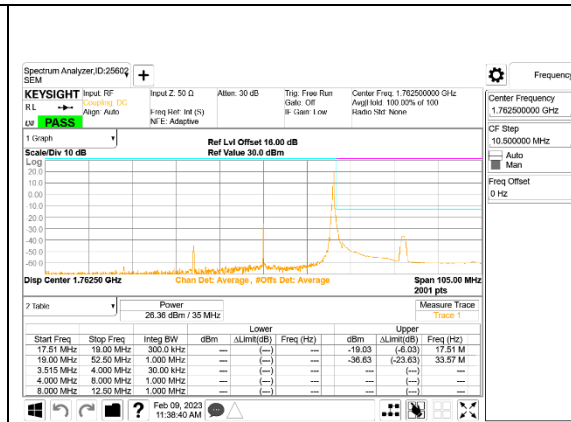 Spectrum Analyzer,ID:25602
SEM
Frequency
KEYSIGHT Input: RF Input Z: 50 Ω Atten: 30 dB Trig: Free Run Center Freq: 1.762500000 GHz
RL Coupling: DC Gate: Off Avg|Hold: 100.00% of 100
Align: Auto Freq Ref: Int (S) IF Gain: Low Radio Std: None
PASS NFE: Adaptive
Center Frequency
1.762500000 GHz
CF Step
10.500000 MHz
Auto
Man
Freq Offset
0 Hz
1 Graph
Ref Lvl Offset 16.00 dB
Scale/Div 10 dB Ref Value 30.0 dBm
Log
20.0
10.0
0.00
-10.0
-20.0
-30.0
-40.0
-50.0
-60.0
Disp Center 1.76250 GHz Chan Det: Average , #Offs Det: Average Span 105.00 MHz
2001 pts
2 Table Power Measure Trace
26.36 dBm / 35 MHz Trace 1
Lower Upper
Start Freq Stop Freq Integ BW dBm ΔLimit(dB) Freq (Hz) dBm ΔLimit(dB) Freq (Hz)
17.51 MHz 19.00 MHz 300.0 kHz --- (---) --- -19.03 (-6.03) 17.51 M
19.00 MHz 52.50 MHz 1.000 MHz --- (---) --- -36.63 (-23.63) 33.57 M
3.515 MHz 4.000 MHz 30.00 kHz --- (---) --- --- (---) ---
4.000 MHz 8.000 MHz 1.000 MHz --- (---) --- --- (---) ---
8.000 MHz 12.50 MHz 1.000 MHz --- (---) --- --- (---) ---
? Feb 09, 2023
11:38:40 AM